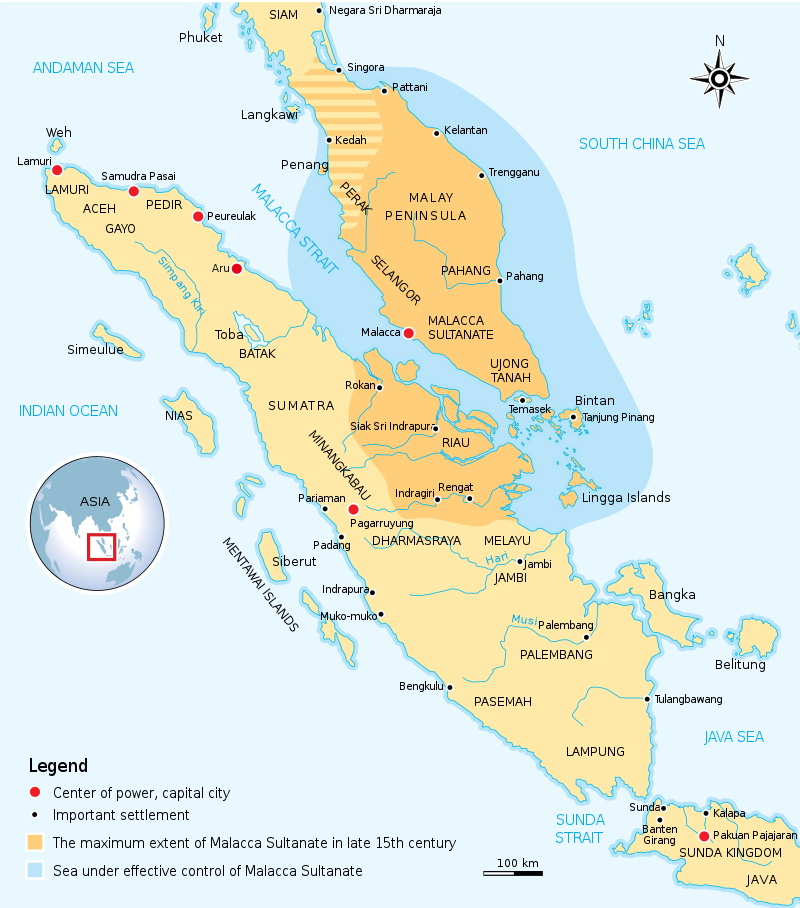 SIAM
Negara Sri Dharmaraja
Phuket
N
ANDAMAN SEA
Singora
Pattani
Langkawi
Kelantan
Weh
Kedah
SOUTH CHINA SEA
Lamuri
Penang
Samudra Pasai
Trengganu
LAMURI
PERAK
MALAY
PENINSULA
ACEH
PEDIR
Peureulak
GAYO
MALACCA STRAIT
Simpang Kiri
Aru
SELANGOR
PAHANG
Pahang
Toba
Malacca
MALACCA
SULTANATE
Simeulue
BATAK
UJONG
TANAH
Rokan
INDIAN OCEAN
NIAS
SUMATRA
Temasek
Bintan
Tanjung Pinang
Siak Sri Indrapura
RIAU
MINANGKABAU
ASIA
Pariaman
Indragiri
Rengat
Lingga Islands
Pagarruyung
Padang
DHARMASRAYA
MELAYU
MENTAWAI ISLANDS
Siberut
Hari
Jambi
JAMBI
Indrapura
Bangka
Muko-muko
Musi
Palembang
PALEMBANG
Belitung
Bengkulu
PASEMAH
Tulangbawang
JAVA SEA
LAMPUNG
Legend
Center of power, capital city
Important settlement
The maximum extent of Malacca Sultanate in late 15th century
Sea under effective control of Malacca Sultanate
100 km
SUNDA
STRAIT
Sunda
Kalapa
Banten
Girang
Pakuan Pajajaran
SUNDA KINGDOM
JAVA